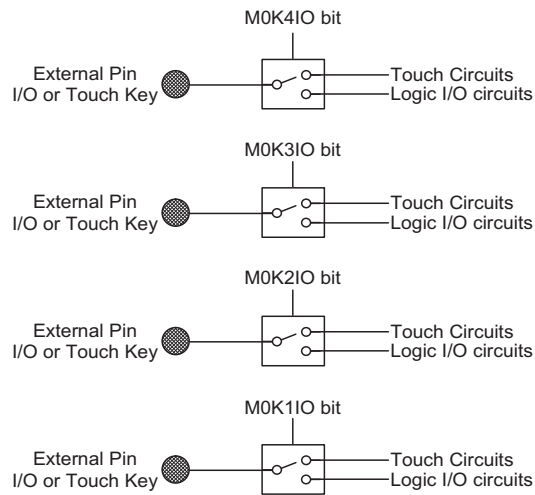 M0K4IO bit
External Pin
I/O or Touch Key
Touch Circuits
Logic I/O circuits
M0K3IO bit
External Pin
I/O or Touch Key
Touch Circuits
Logic I/O circuits
M0K2IO bit
External Pin
I/O or Touch Key
Touch Circuits
Logic I/O circuits
M0K1IO bit
External Pin
I/O or Touch Key
Touch Circuits
Logic I/O circuits